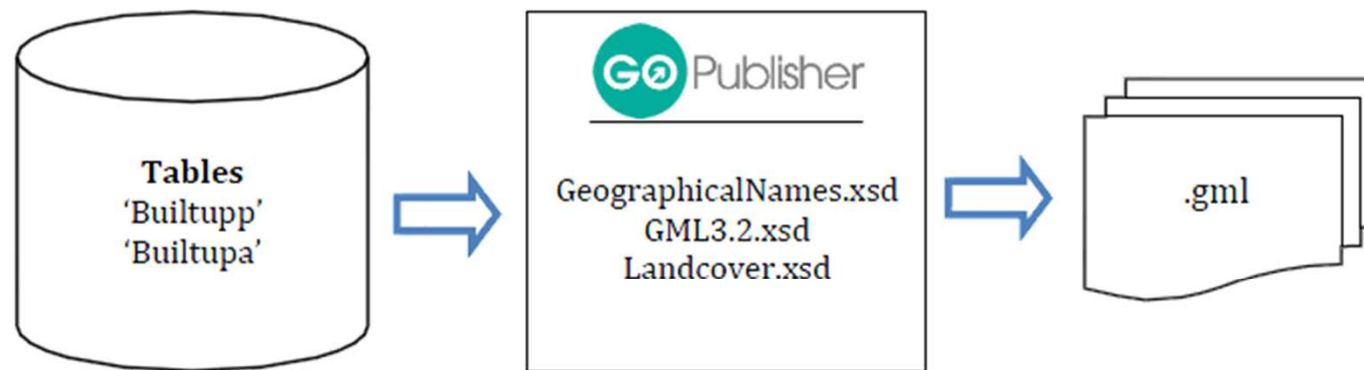 Tables
‘Builtupp’
‘Builtupa’
GO Publisher
GeographicalNames.xsd
GML3.2.xsd
Landcover.xsd
.gml